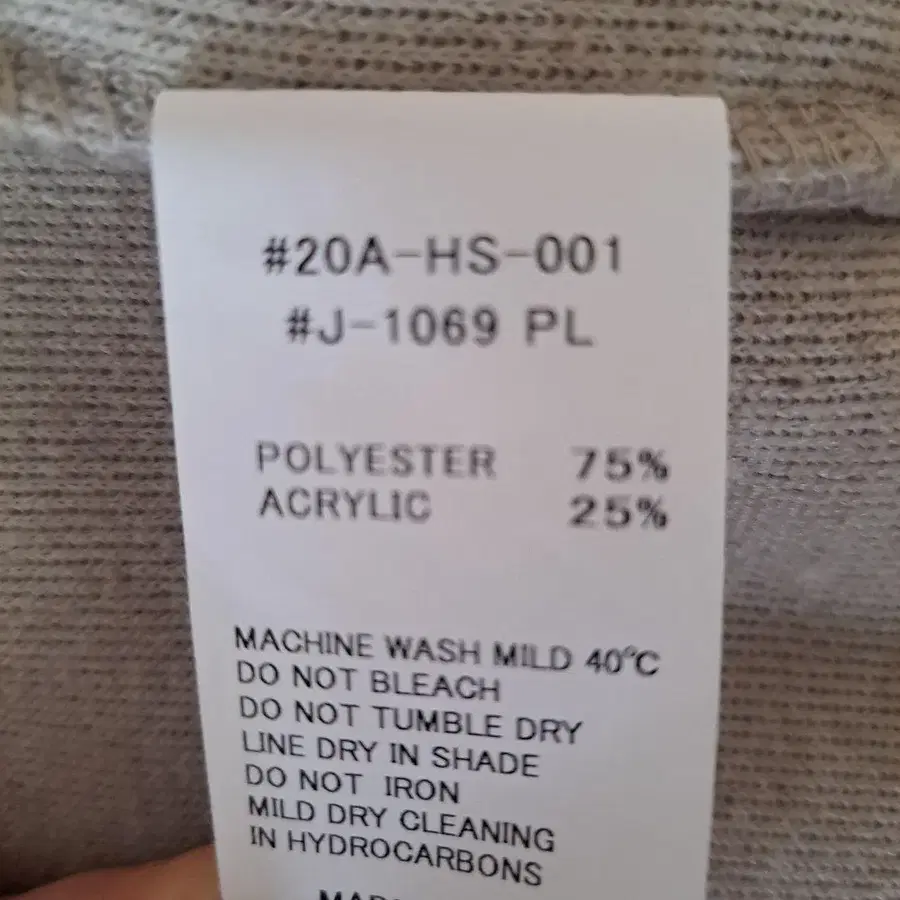 #20A-HS-001
#J-1069 PL
POLYESTER 75%
ACRYLIC 25%
MACHINE WASH MILD 40℃
DO NOT BLEACH
DO NOT TUMBLE DRY
LINE DRY IN SHADE
DO NOT IRON
MILD DRY CLEANING
IN HYDROCARBONS